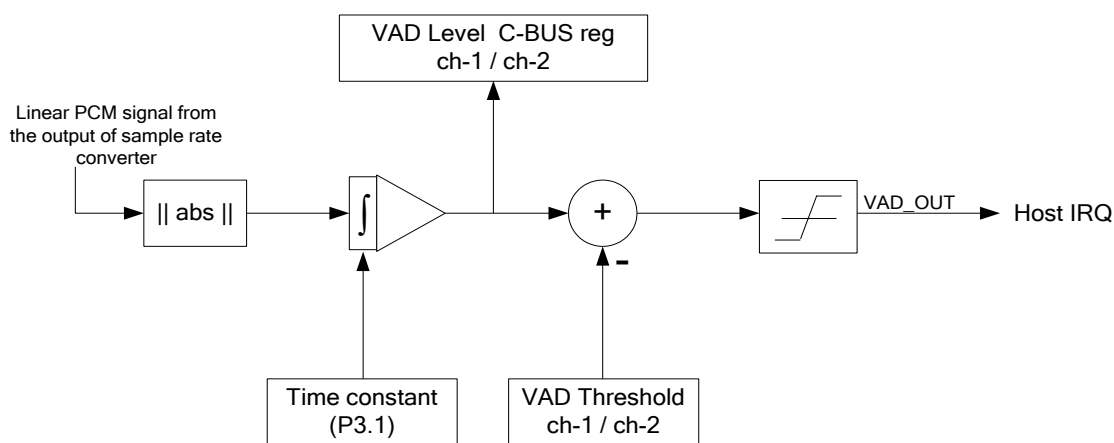 VAD Level  C-BUS reg
ch-1 / ch-2
Linear PCM signal from
the output of sample rate
converter
|| abs ||
∫
+
-
VAD_OUT
Host IRQ
Time constant
(P3.1)
VAD Threshold
ch-1 / ch-2